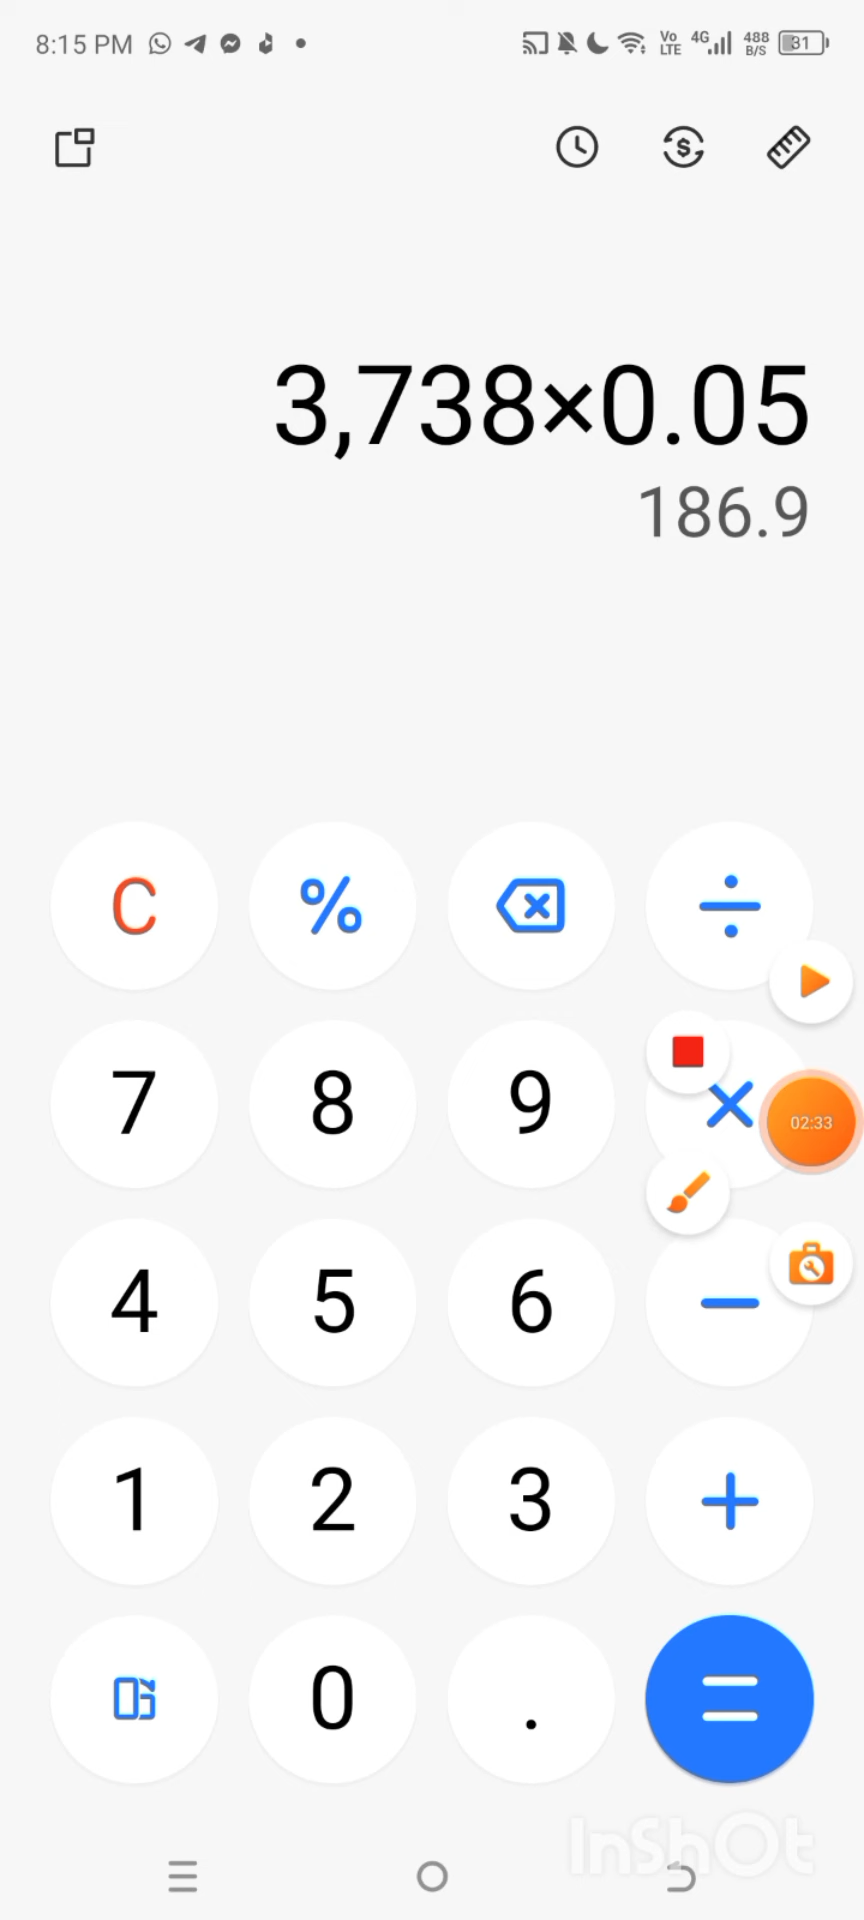 8:15 PM Vo LTE 4G 488 B/S 31
3,738×0.05
186.9
C % ÷
7 8 9 ×
02:33
4 5 6 −
1 2 3 +
0 . =
InShOt